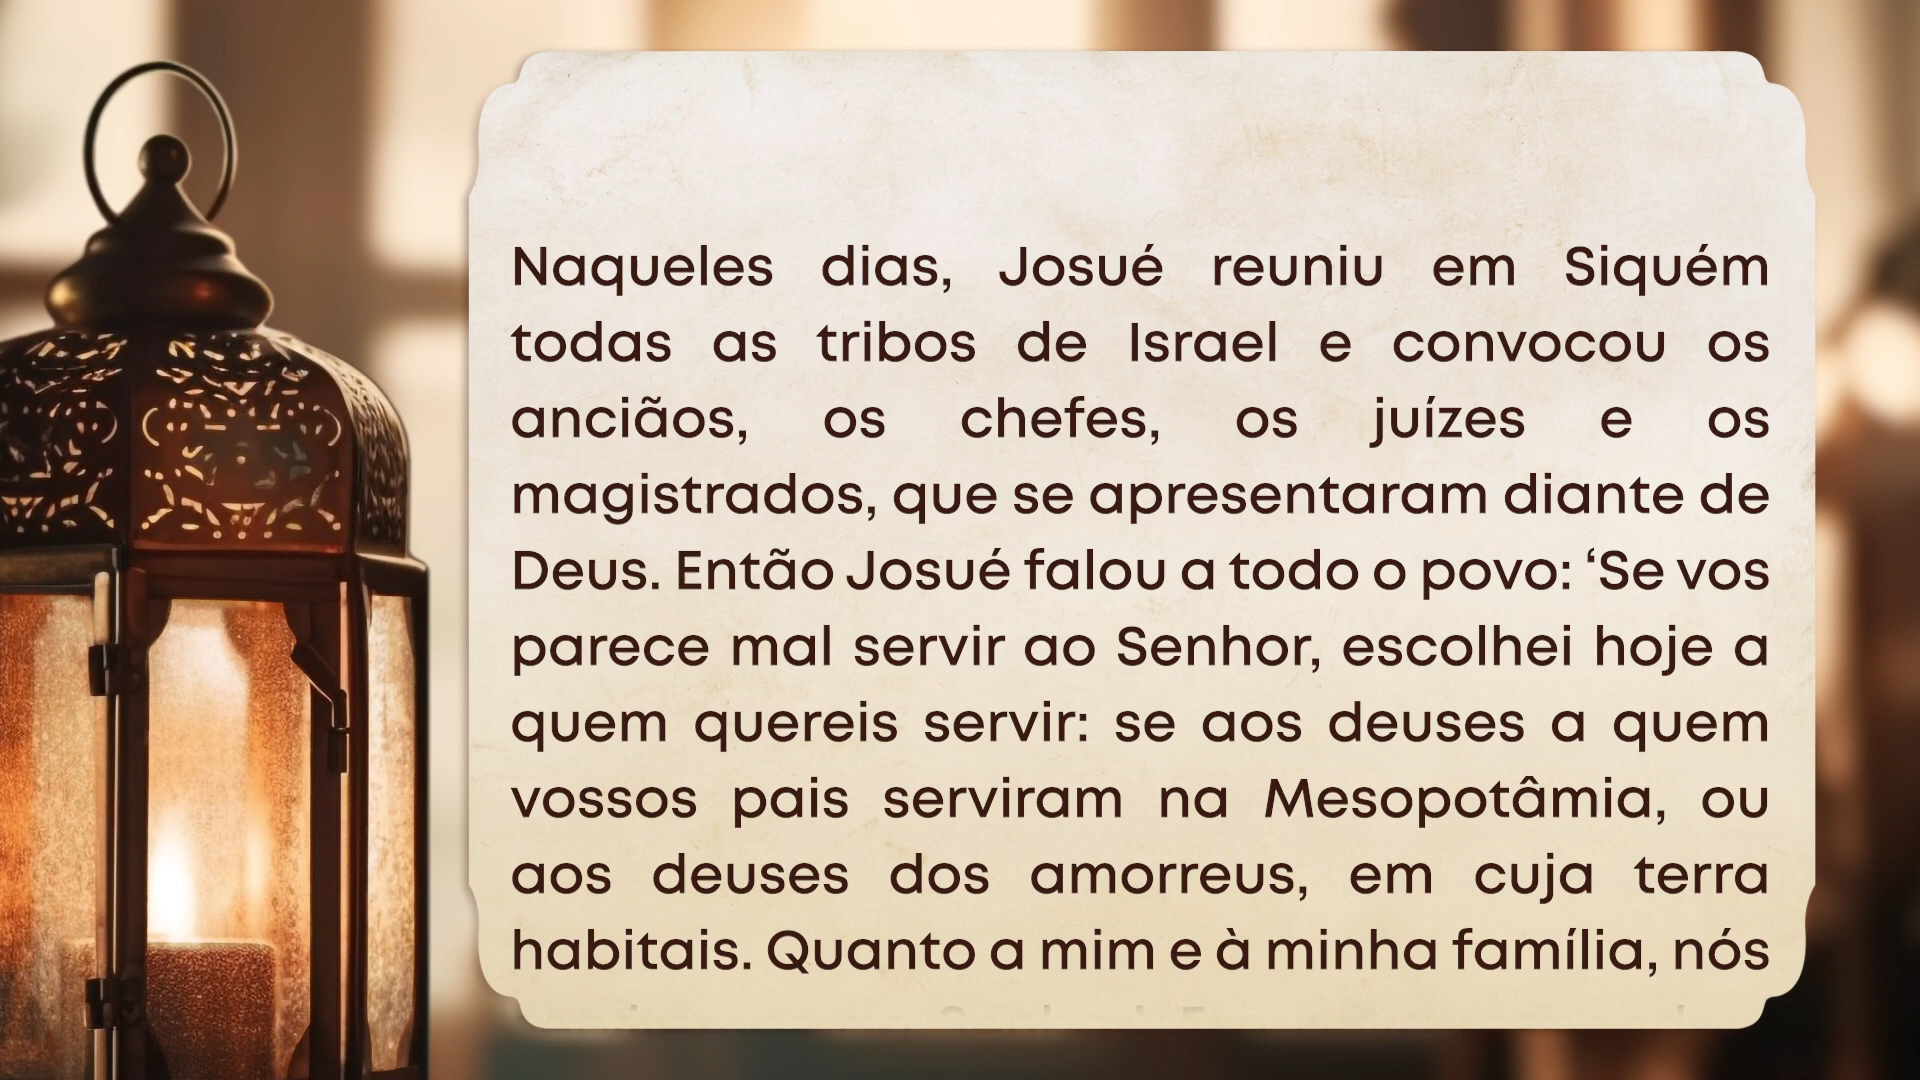 Naqueles dias, Josué reuniu em Siquém
todas as tribos de Israel e convocou os
anciãos, os chefes, os juízes e os
magistrados, que se apresentaram diante de
Deus. Então Josué falou a todo o povo: ‘Se vos
parece mal servir ao Senhor, escolhei hoje a
quem quereis servir: se aos deuses a quem
vossos pais serviram na Mesopotâmia, ou
aos deuses dos amorreus, em cuja terra
habitais. Quanto a mim e à minha família, nós